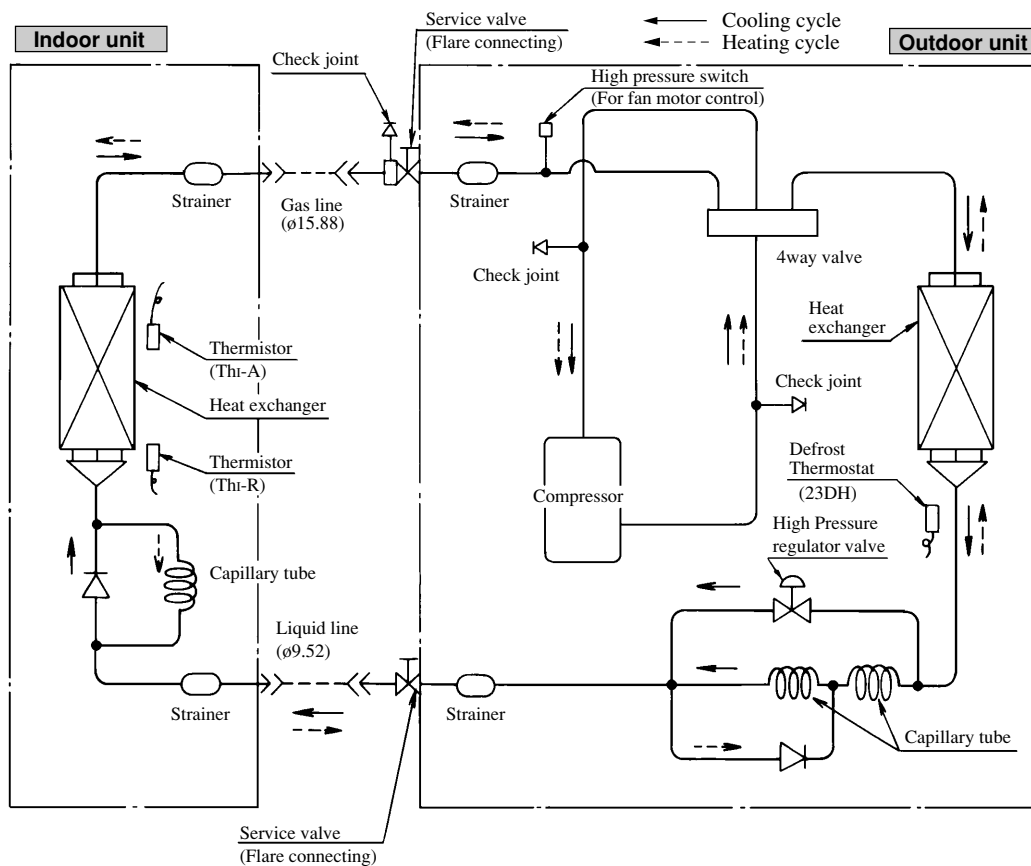 Indoor unit
Service valve
(Flare connecting)
Cooling cycle
Heating cycle
Outdoor unit
Check joint
High pressure switch
(For fan motor control)
Strainer
Gas line
(ø15.88)
Strainer
4way valve
Check joint
Heat
exchanger
Thermistor
(ThI-A)
Heat exchanger
Check joint
Thermistor
(ThI-R)
Compressor
Defrost
Thermostat
(23DH)
High Pressure
regulator valve
Capillary tube
Liquid line
(ø9.52)
Strainer
Strainer
Capillary tube
Service valve
(Flare connecting)